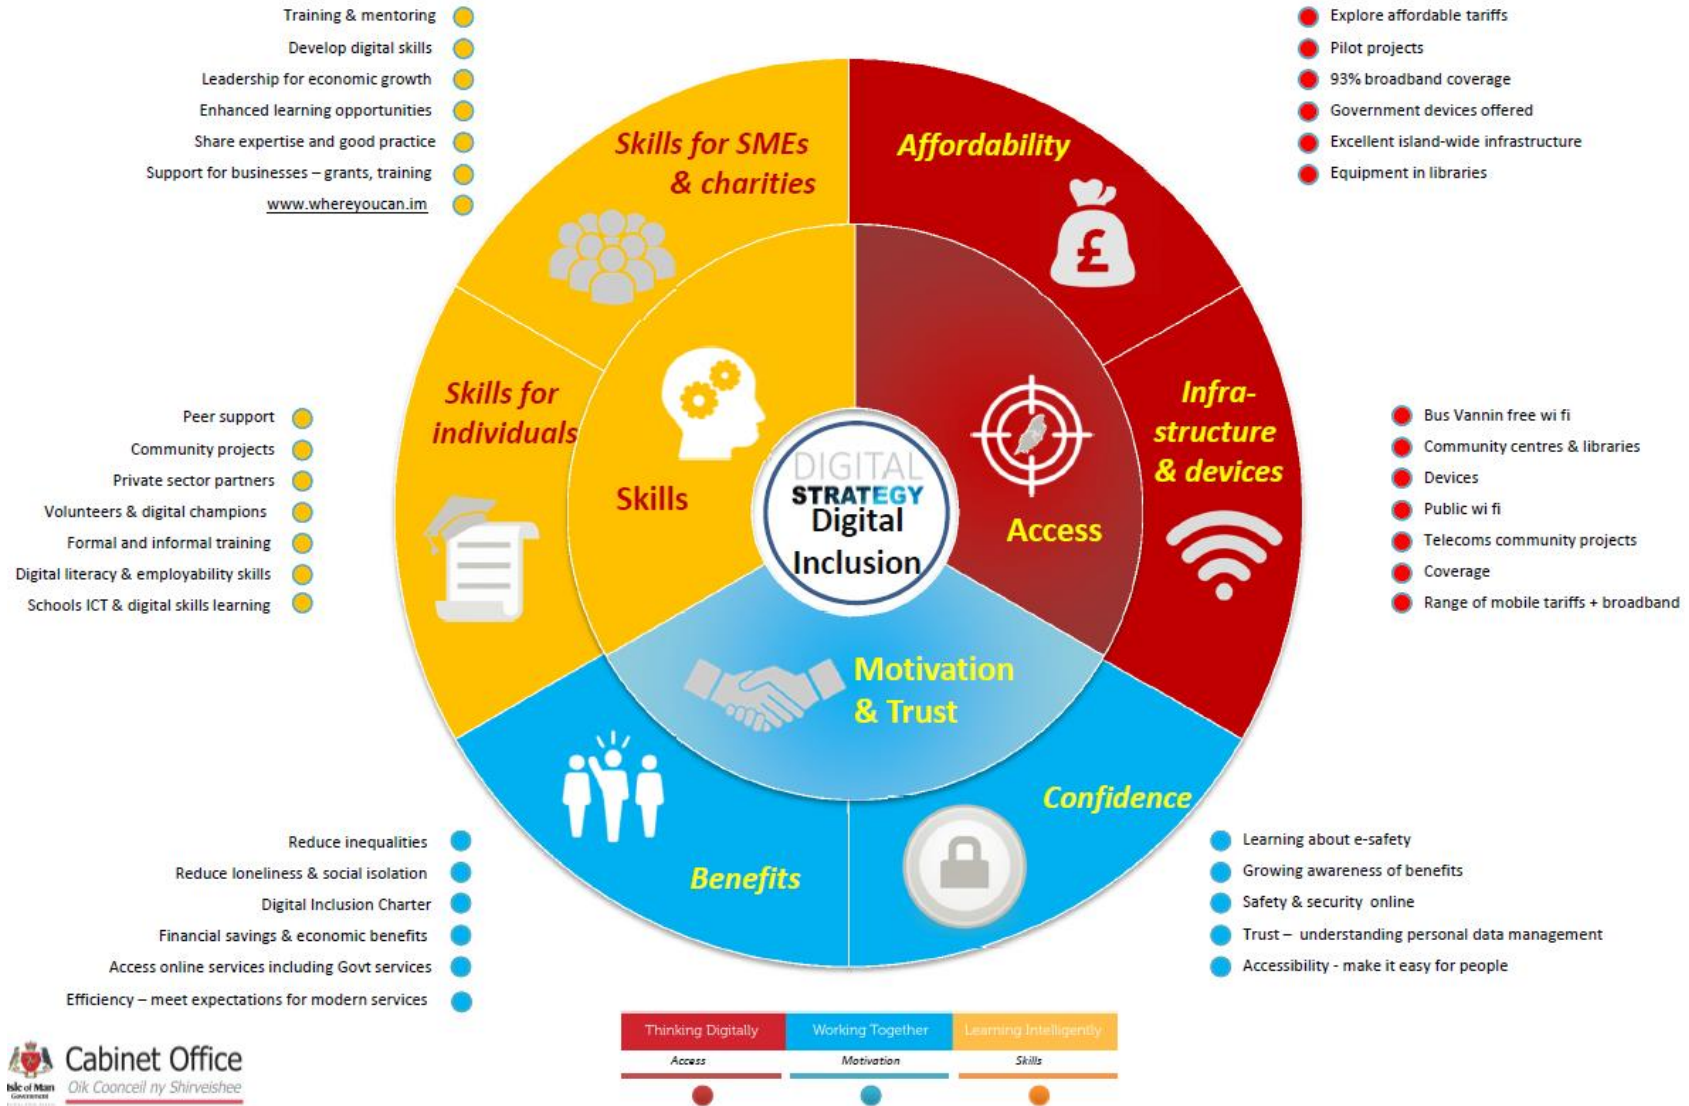 Training & mentoring
Develop digital skills
Leadership for economic growth
Enhanced learning opportunities
Share expertise and good practice
Support for businesses – grants, training
www.whereyoucan.im
Explore affordable tariffs
Pilot projects
93% broadband coverage
Government devices offered
Excellent island-wide infrastructure
Equipment in libraries
Skills for SMEs
& charities
Affordability
£
Skills for
individuals
Infra-
structure
& devices
Skills
Access
DIGITAL
STRATEGY
Digital
Inclusion
Motivation
& Trust
Benefits
Confidence
Peer support
Community projects
Private sector partners
Volunteers & digital champions
Formal and informal training
Digital literacy & employability skills
Schools ICT & digital skills learning
Bus Vannin free wi fi
Community centres & libraries
Devices
Public wi fi
Telecoms community projects
Coverage
Range of mobile tariffs + broadband
Reduce inequalities
Reduce loneliness & social isolation
Digital Inclusion Charter
Financial savings & economic benefits
Access online services including Govt services
Efficiency – meet expectations for modern services
Learning about e-safety
Growing awareness of benefits
Safety & security online
Trust – understanding personal data management
Accessibility - make it easy for people
Thinking Digitally
Working Together
Learning Intelligently
Access
Motivation
Skills
Isle of Man
Government
Cabinet Office
Oik Coonceil ny Shirveishee